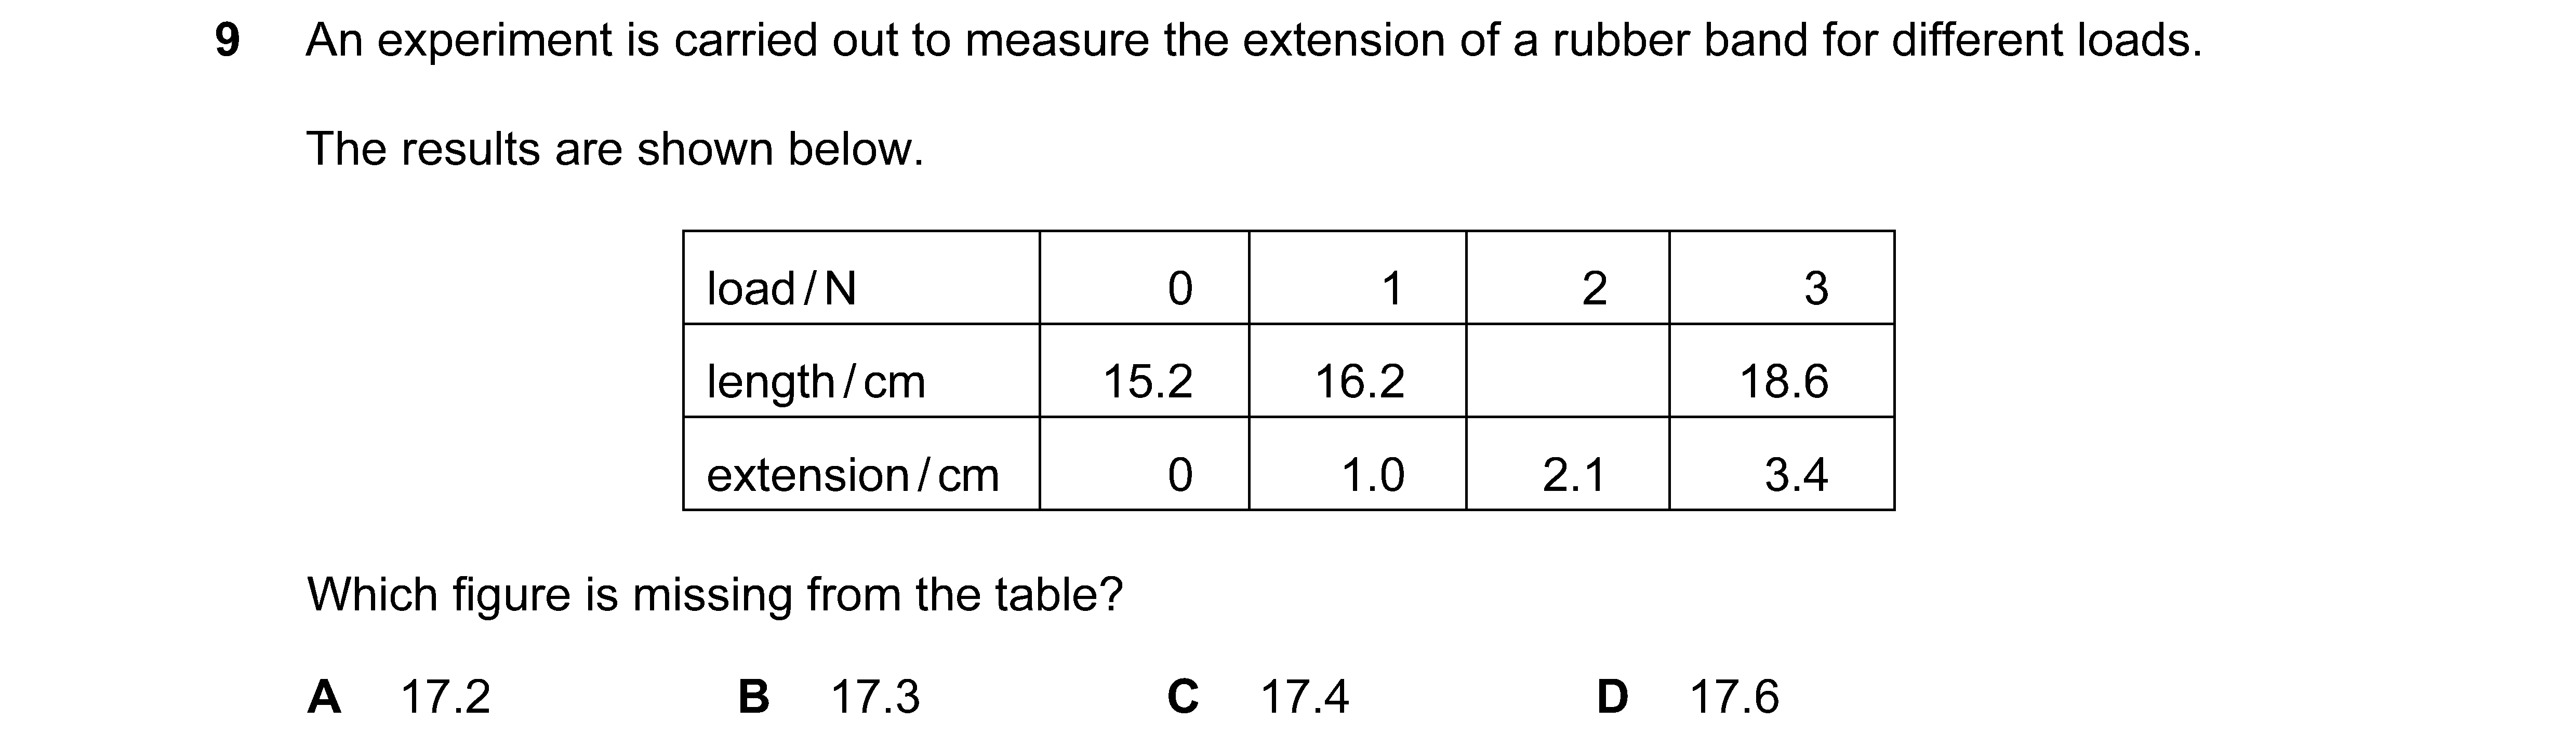 9 An experiment is carried out to measure the extension of a rubber band for different loads.
The results are shown below.
load / N 0 1 2 3
length / cm 15.2 16.2 18.6
extension / cm 0 1.0 2.1 3.4
Which figure is missing from the table?
A 17.2 B 17.3 C 17.4 D 17.6